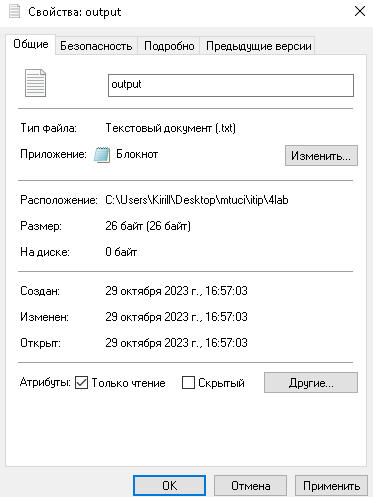 Свойства: output
Общие Безопасность Подробно Предыдущие версии
output
Тип файла: Текстовый документ (.txt)
Приложение: Блокнот Изменить...
Расположение: C:\Users\Kirill\Desktop\mtuci\itip\4lab
Размер: 26 байт (26 байт)
На диске: 0 байт
Создан: 29 октября 2023 г., 16:57:03
Изменен: 29 октября 2023 г., 16:57:03
Открыт: 29 октября 2023 г., 16:57:03
Атрибуты: Только чтение Скрытый Другие...
OK Отмена Применить